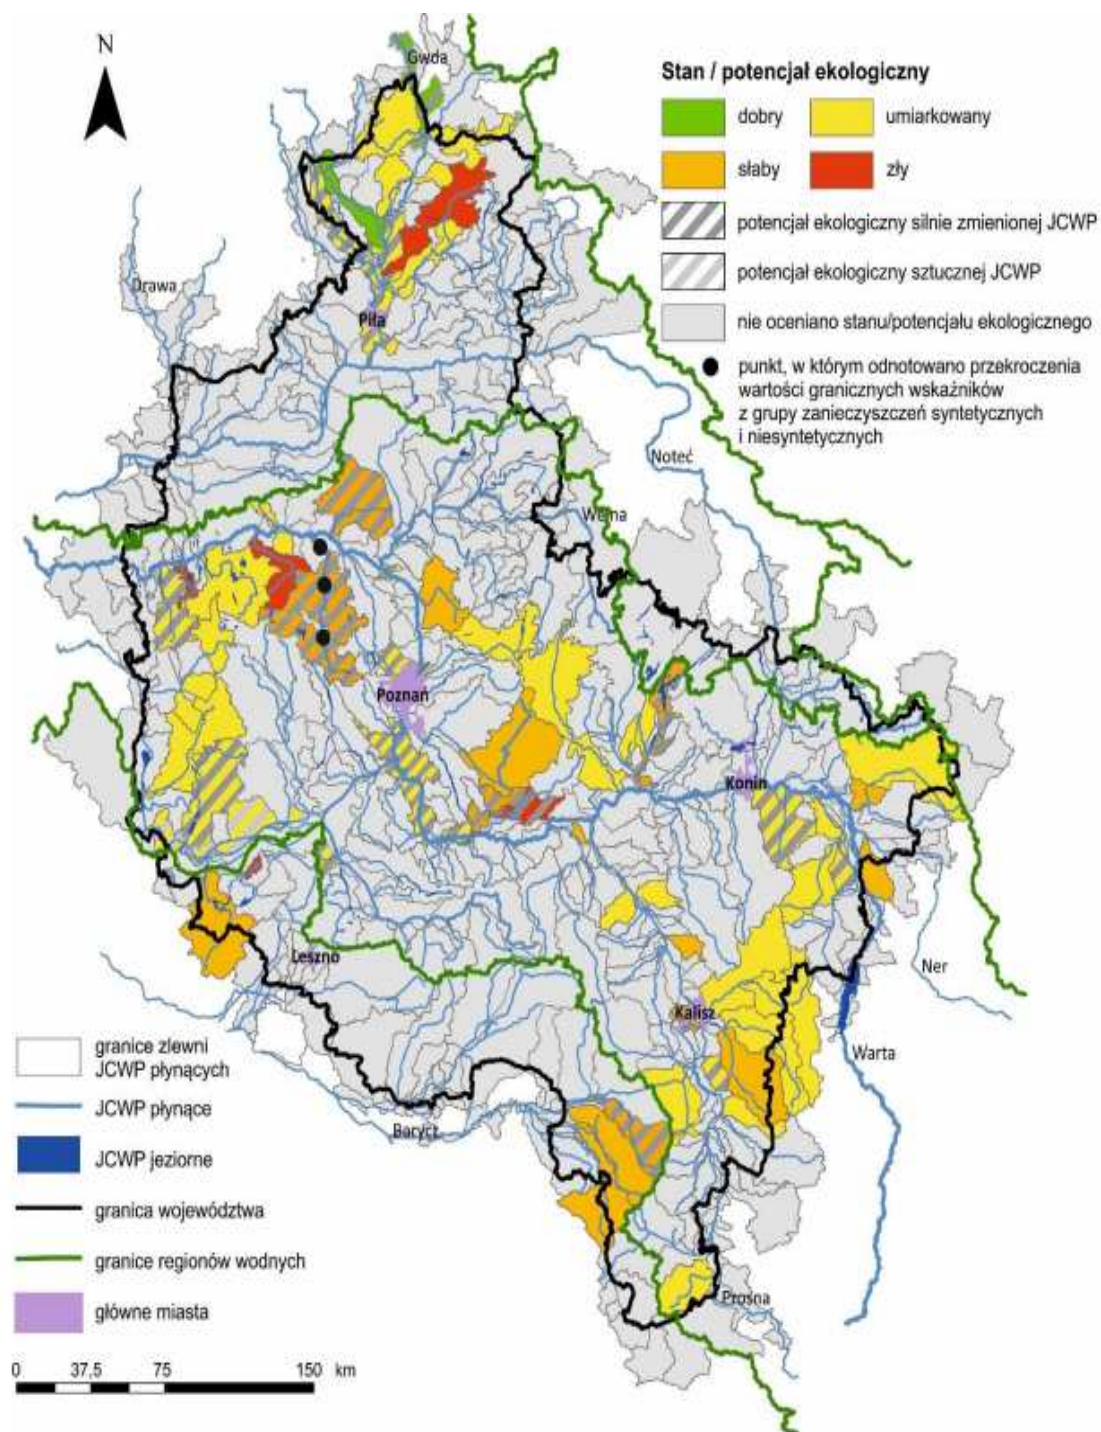 N
Gwda
Stan / potencjał ekologiczny
dobry
umiarkowany
słaby
zły
potencjał ekologiczny silnie zmienionej JCWP
potencjał ekologiczny sztucznej JCWP
nie oceniano stanu/potencjału ekologicznego
punkt, w którym odnotowano przekroczenia
wartości granicznych wskaźników
z grupy zanieczyszczeń syntetycznych
i niesyntetycznych
Drawa
Piła
Noteć
Wełna
Poznań
Konin
Leszno
Ner
Kalisz
Warta
Barycz
Prosna
granice zlewni
JCWP płynących
JCWP płynące
JCWP jeziorne
granica województwa
granice regionów wodnych
główne miasta
0 37,5 75 150 km